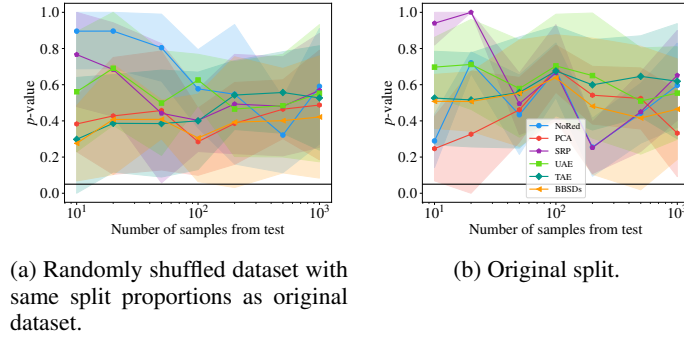 1.0
0.8
0.6
0.4
0.2
0.0
p-value
10¹
10²
10³
Number of samples from test
1.0
0.8
0.6
0.4
0.2
0.0
p-value
NoRed
PCA
SRP
UAE
TAE
BBSDs
10¹
10²
10³
Number of samples from test
(a) Randomly shuffled dataset with
same split proportions as original
dataset.
(b) Original split.